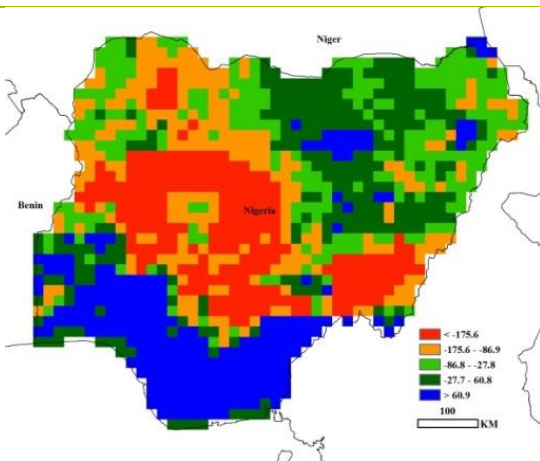 Niger
Benin
Nigeria
< -175.6
-175.6 - -86.9
-86.8 - -27.8
-27.7 - 60.8
> 60.9
100
KM